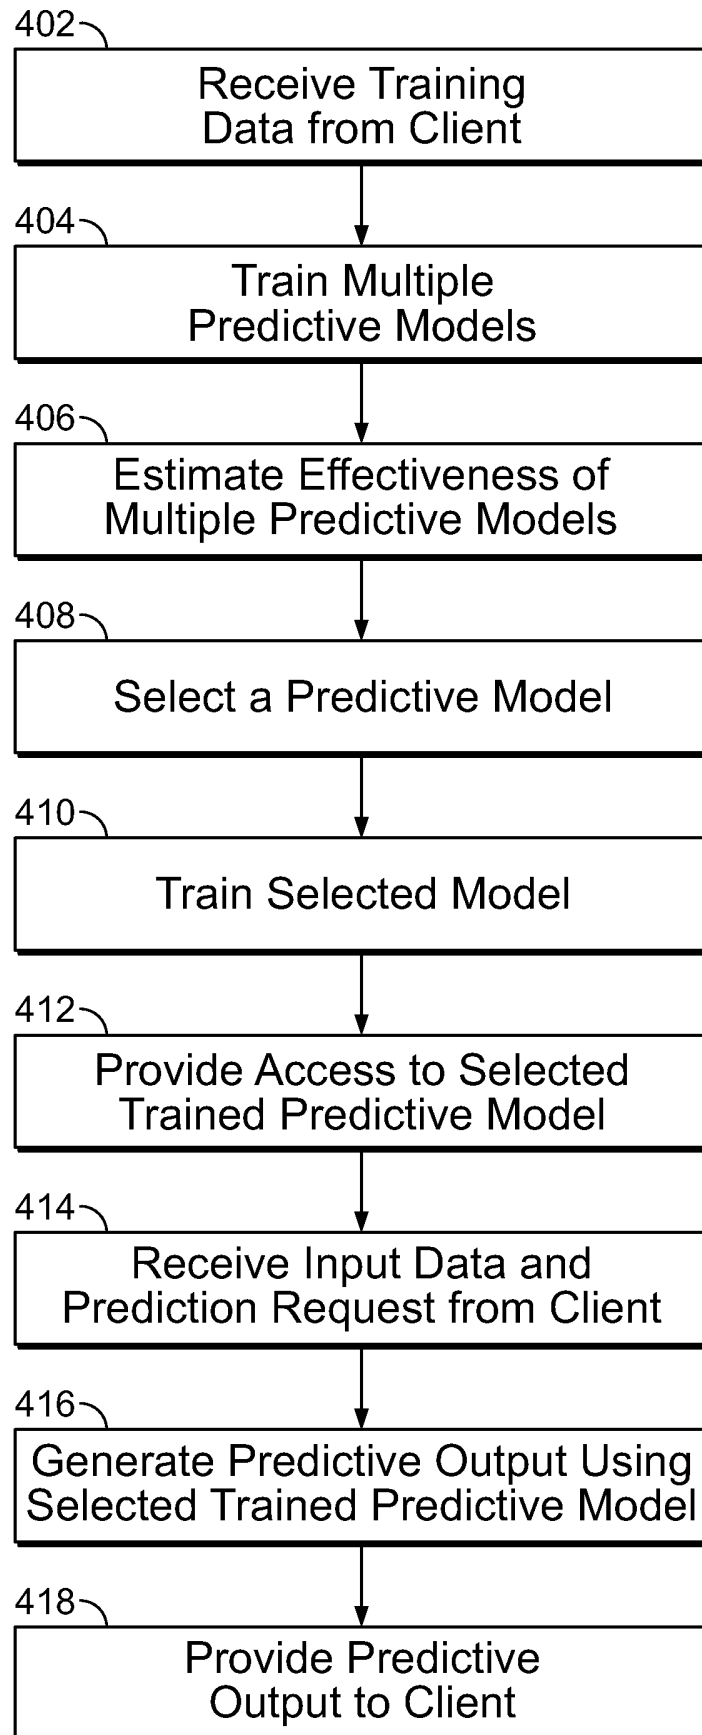 402
Receive Training
Data from Client
404
Train Multiple
Predictive Models
406
Estimate Effectiveness of
Multiple Predictive Models
408
Select a Predictive Model
410
Train Selected Model
412
Provide Access to Selected
Trained Predictive Model
414
Receive Input Data and
Prediction Request from Client
416
Generate Predictive Output Using
Selected Trained Predictive Model
418
Provide Predictive
Output to Client